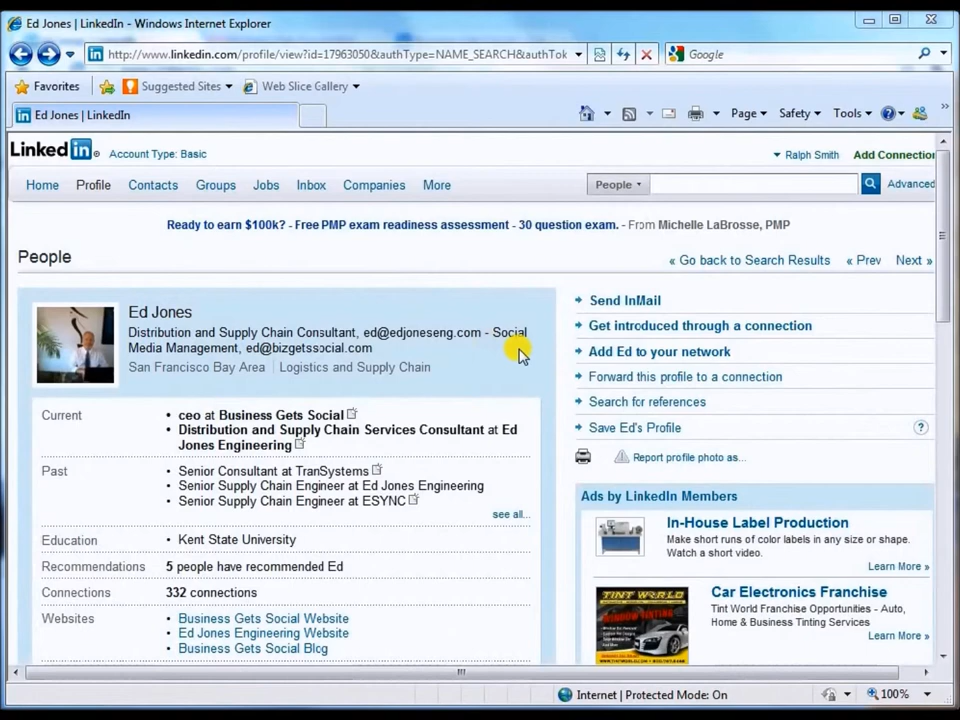 Ed Jones | LinkedIn - Windows Internet Explorer
http://www.linkedin.com/profile/view?id=17963050&authType=NAME_SEARCH&authTok
Google
Favorites Suggested Sites Web Slice Gallery
Ed Jones | LinkedIn
Page Safety Tools
Linked in Account Type: Basic
Ralph Smith Add Connection
Home Profile Contacts Groups Jobs Inbox Companies More
People
Advanced
Ready to earn $100k? - Free PMP exam readiness assessment - 30 question exam. - From Michelle LaBrosse, PMP
People
« Go back to Search Results « Prev Next »
Ed Jones
Distribution and Supply Chain Consultant, ed@edjoneseng.com - Social
Media Management, ed@bizgetssocial.com
San Francisco Bay Area | Logistics and Supply Chain
Current
• ceo at Business Gets Social
• Distribution and Supply Chain Services Consultant at Ed
Jones Engineering
Past
• Senior Consultant at TranSystems
• Senior Supply Chain Engineer at Ed Jones Engineering
• Senior Supply Chain Engineer at ESYNC
see all...
Education • Kent State University
Recommendations 5 people have recommended Ed
Connections 332 connections
Websites
• Business Gets Social Website
• Ed Jones Engineering Website
• Business Gets Social Blog
Send InMail
Get introduced through a connection
Add Ed to your network
Forward this profile to a connection
Search for references
Save Ed's Profile
?
Report profile photo as...
Ads by LinkedIn Members
In-House Label Production
Make short runs of color labels in any size or shape.
Watch a short video.
Learn More »
TINT WORLD
WINDOW TINTING
Car Electronics Franchise
Tint World Franchise Opportunities - Auto,
Home & Business Tinting Services
Learn More »
Internet | Protected Mode: On
100%